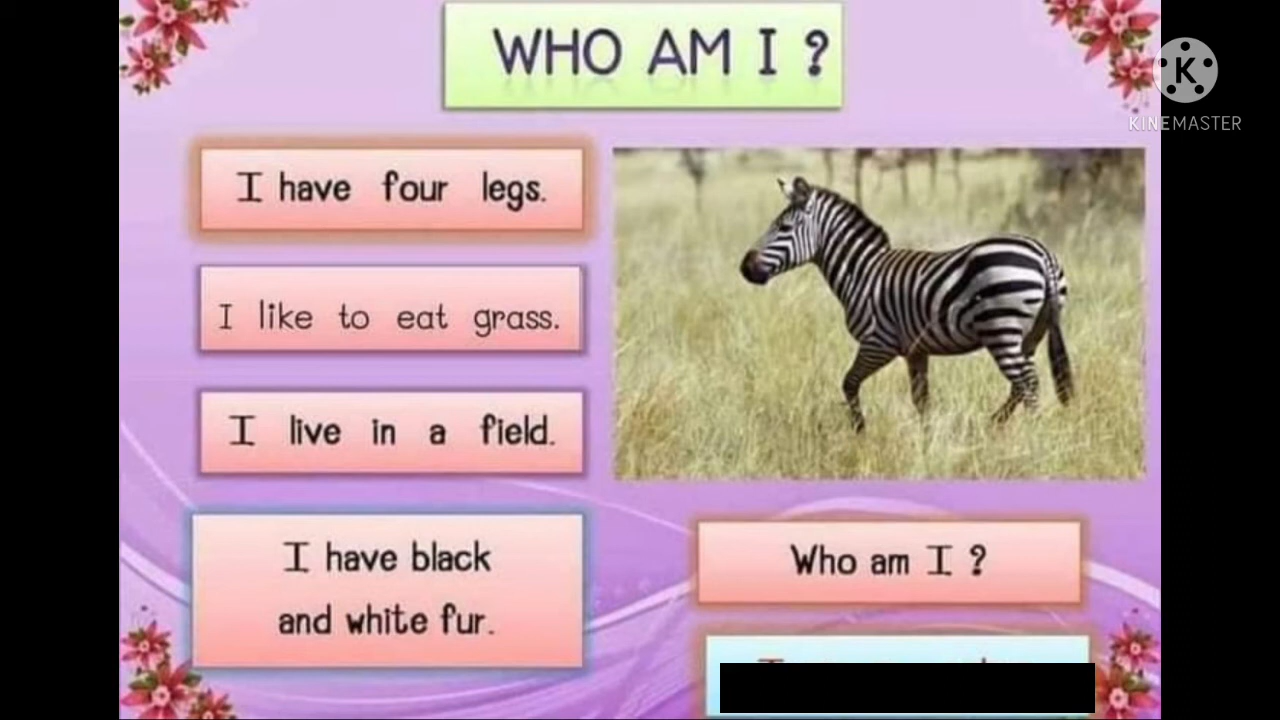 WHO AM I ?
I have four legs.
I like to eat grass.
I live in a field.
I have black
and white fur.
Who am I ?
KINEMASTER